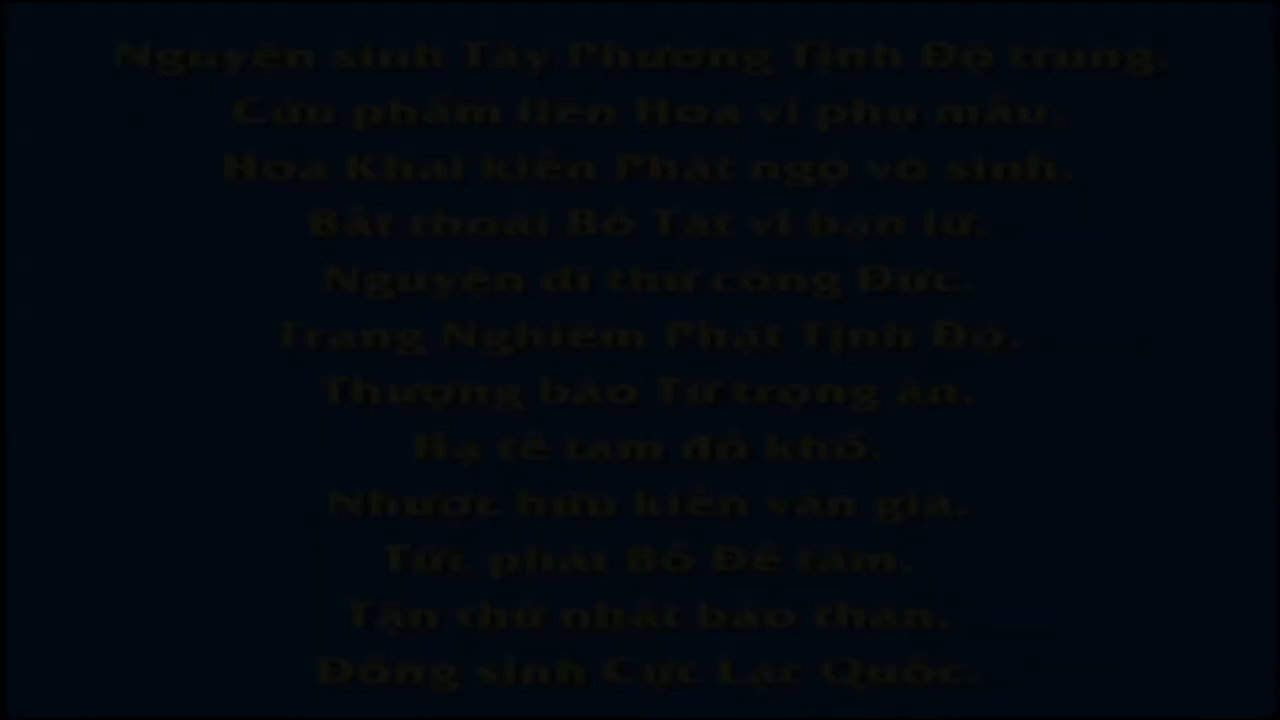 Nguyện sinh Tây Phương Tịnh Độ trung,
Cửu phẩm liên Hoa vi phụ mẫu,
Hoa Khai kiến Phật ngộ vô sinh,
Bất thoái Bồ Tát vi bạn lữ.
Nguyện dĩ thử công Đức,
Trang Nghiêm Phật Tịnh Độ,
Thượng báo Tứ trọng ân,
Hạ tế tam đồ khổ,
Nhược hữu kiến văn giả,
Tức phát Bồ Đề tâm,
Tận thử nhất báo thân,
Đồng sinh Cực Lạc Quốc.